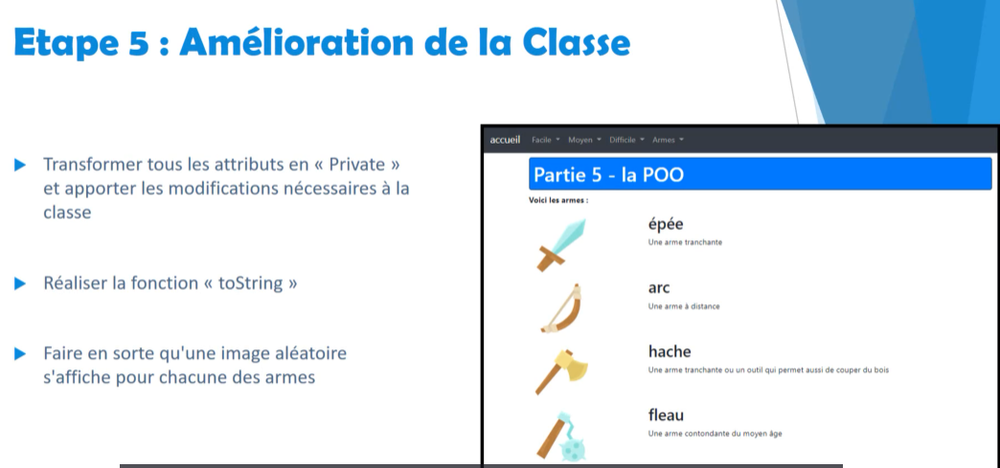 Etape 5 : Amélioration de la Classe
Transformer tous les attributs en « Private »
et apporter les modifications nécessaires à la
classe
Réaliser la fonction « toString »
Faire en sorte qu'une image aléatoire
s'affiche pour chacune des armes
accueil Facile Moyen Difficile Armes
Partie 5 - la POO
Voici les armes :
épée
Une arme tranchante
arc
Une arme à distance
hache
Une arme tranchante ou un outil qui permet aussi de couper du bois
fleau
Une arme contondante du moyen âge